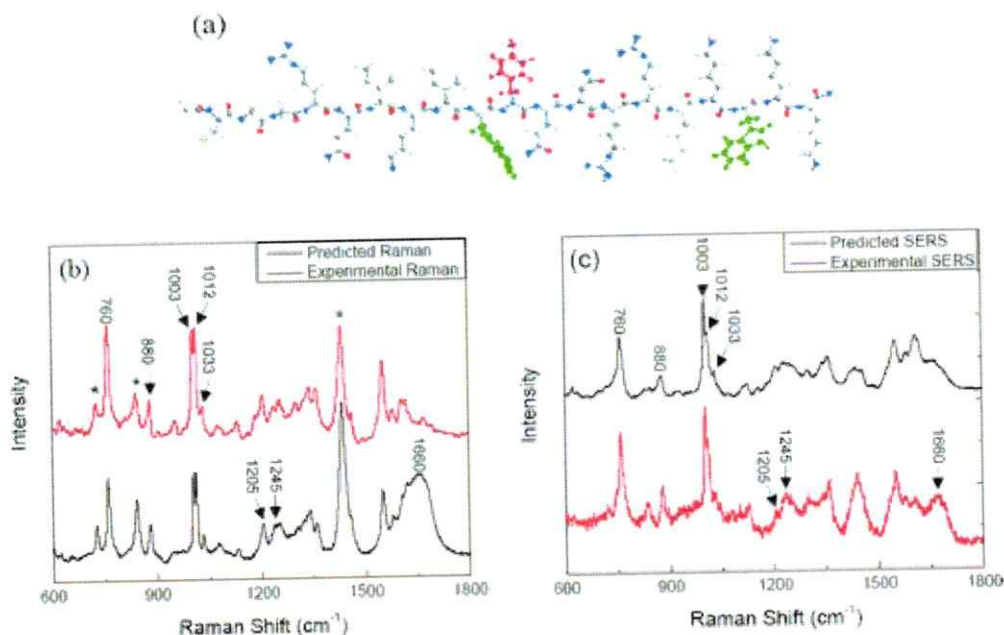 (a)
(b)
Predicted Raman
Experimental Raman
760
880
1003
1012
1033
*
*
*
1205
1245
1660
Intensity
600
900
1200
1500
1800
Raman Shift (cm⁻¹)
(c)
Predicted SERS
Experimental SERS
760
880
1003
1012
1033
1205
1245
1660
Intensity
600
900
1200
1500
1800
Raman Shift (cm⁻¹)